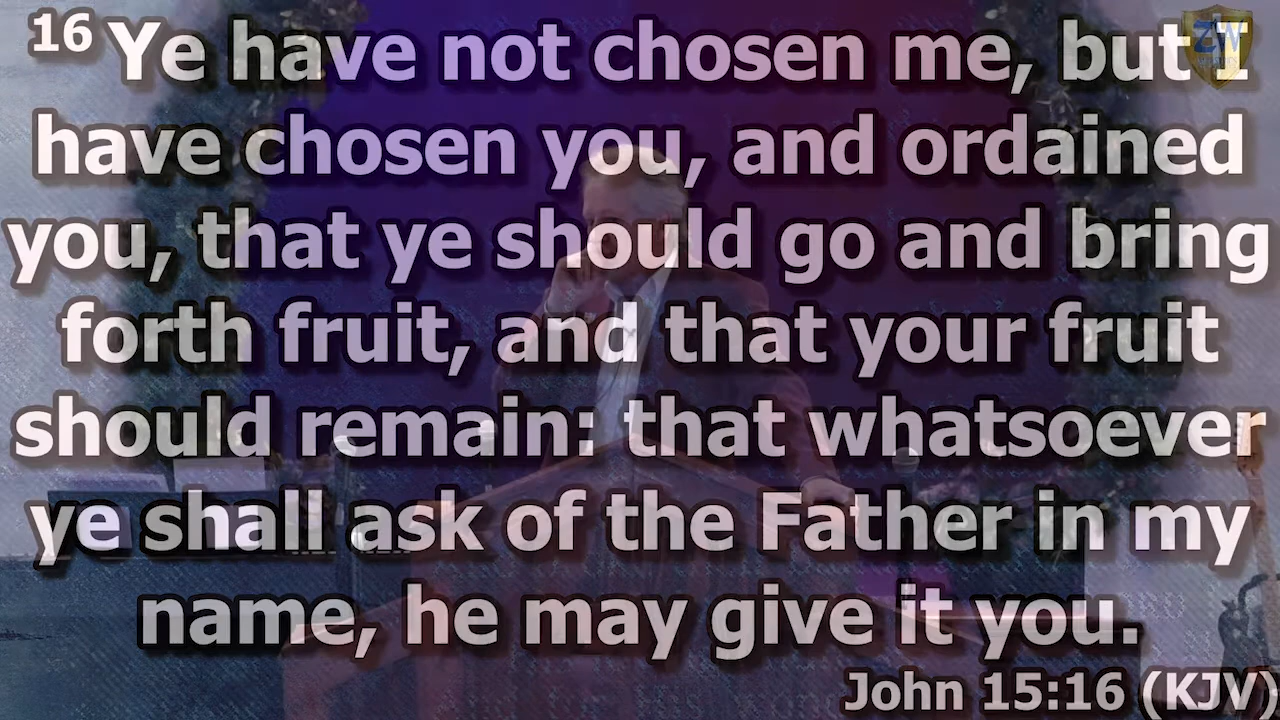 16 Ye have not chosen me, but I
have chosen you, and ordained
you, that ye should go and bring
forth fruit, and that your fruit
should remain: that whatsoever
ye shall ask of the Father in my
name, he may give it you.
John 15:16 (KJV)
ZW